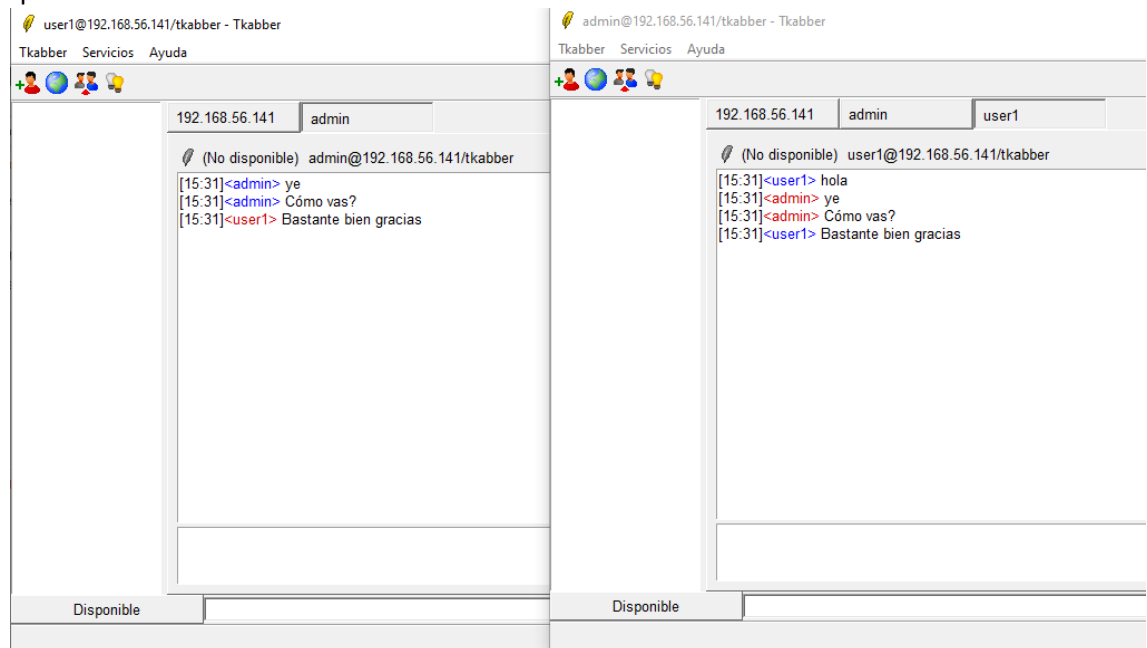 user1@192.168.56.141/tkabber - Tkabber
Tkabber Servicios Ayuda
192.168.56.141 admin
(No disponible) admin@192.168.56.141/tkabber
[15:31]<admin> ye
[15:31]<admin> Cómo vas?
[15:31]<user1> Bastante bien gracias
Disponible
admin@192.168.56.141/tkabber - Tkabber
Tkabber Servicios Ayuda
192.168.56.141 admin user1
(No disponible) user1@192.168.56.141/tkabber
[15:31]<user1> hola
[15:31]<admin> ye
[15:31]<admin> Cómo vas?
[15:31]<user1> Bastante bien gracias
Disponible